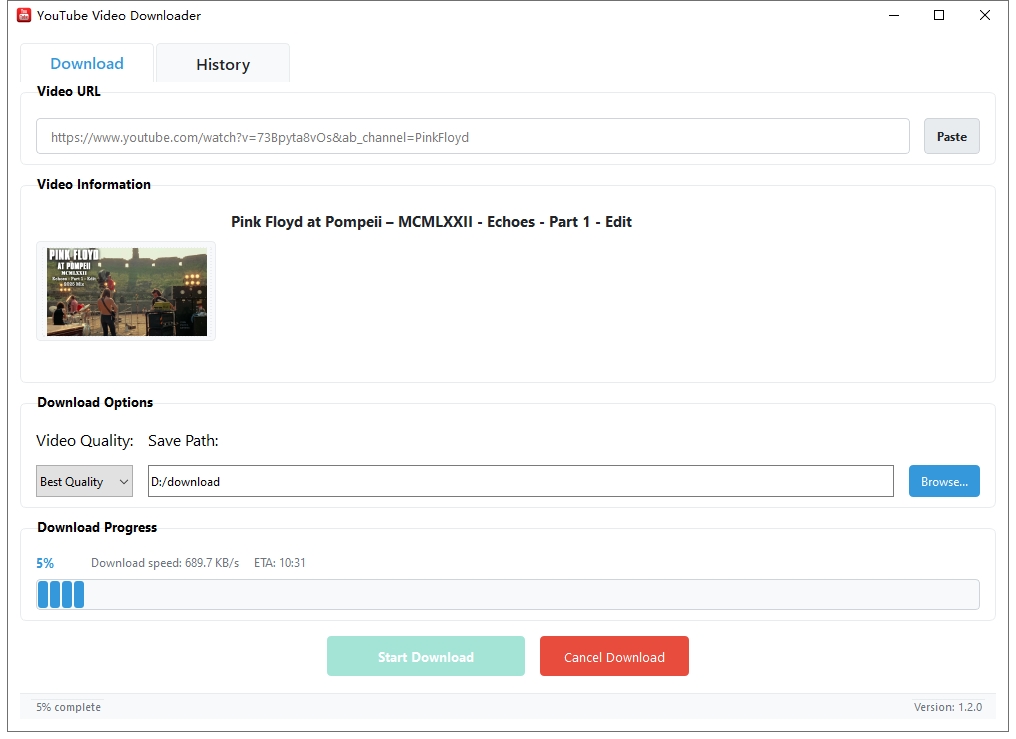 YouTube Video Downloader
Download
History
Video URL
https://www.youtube.com/watch?v=73Bpyta8vOs&ab_channel=PinkFloyd
Paste
Video Information
Pink Floyd at Pompeii – MCMLXXII - Echoes - Part 1 - Edit
PINK FLOYD
AT POMPEII
MCMLXXII
Echoes - Part 1 - Edit
2025 Mix
Download Options
Video Quality: Save Path:
Best Quality
D:/download
Browse...
Download Progress
5% Download speed: 689.7 KB/s ETA: 10:31
Start Download
Cancel Download
5% complete
Version: 1.2.0